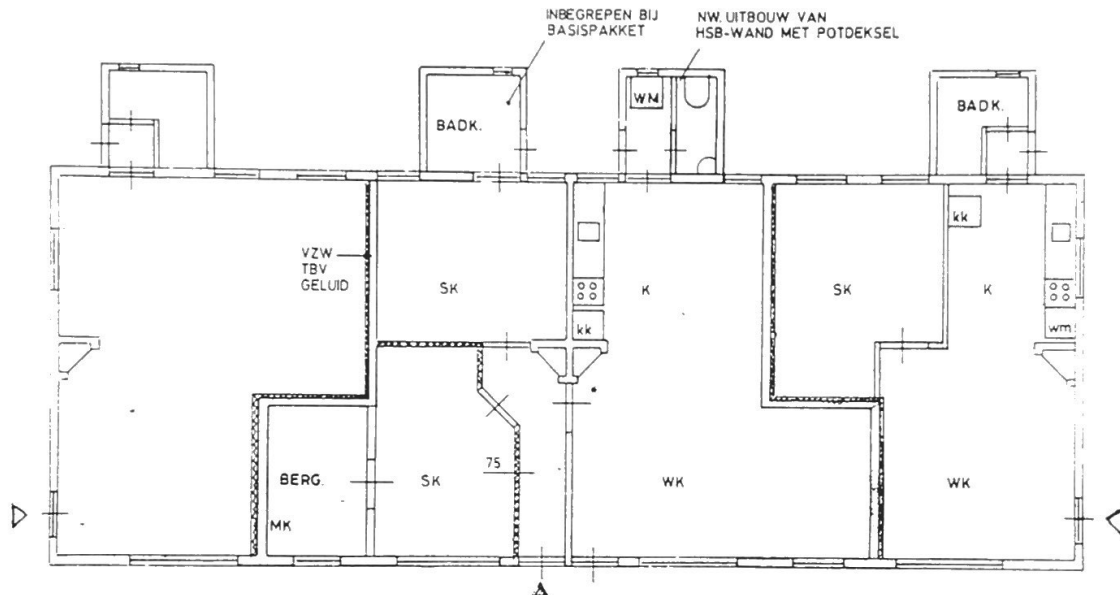 INBEGREPEN BIJ
BASISPAKKET
NW. UITBOUW VAN
HSB-WAND MET POTDEKSEL
WM
BADK.
BADK.
kk
VZW
TBV
GELUID
SK
K
SK
K
kk
wm
75
BERG.
SK
WK
WK
MK